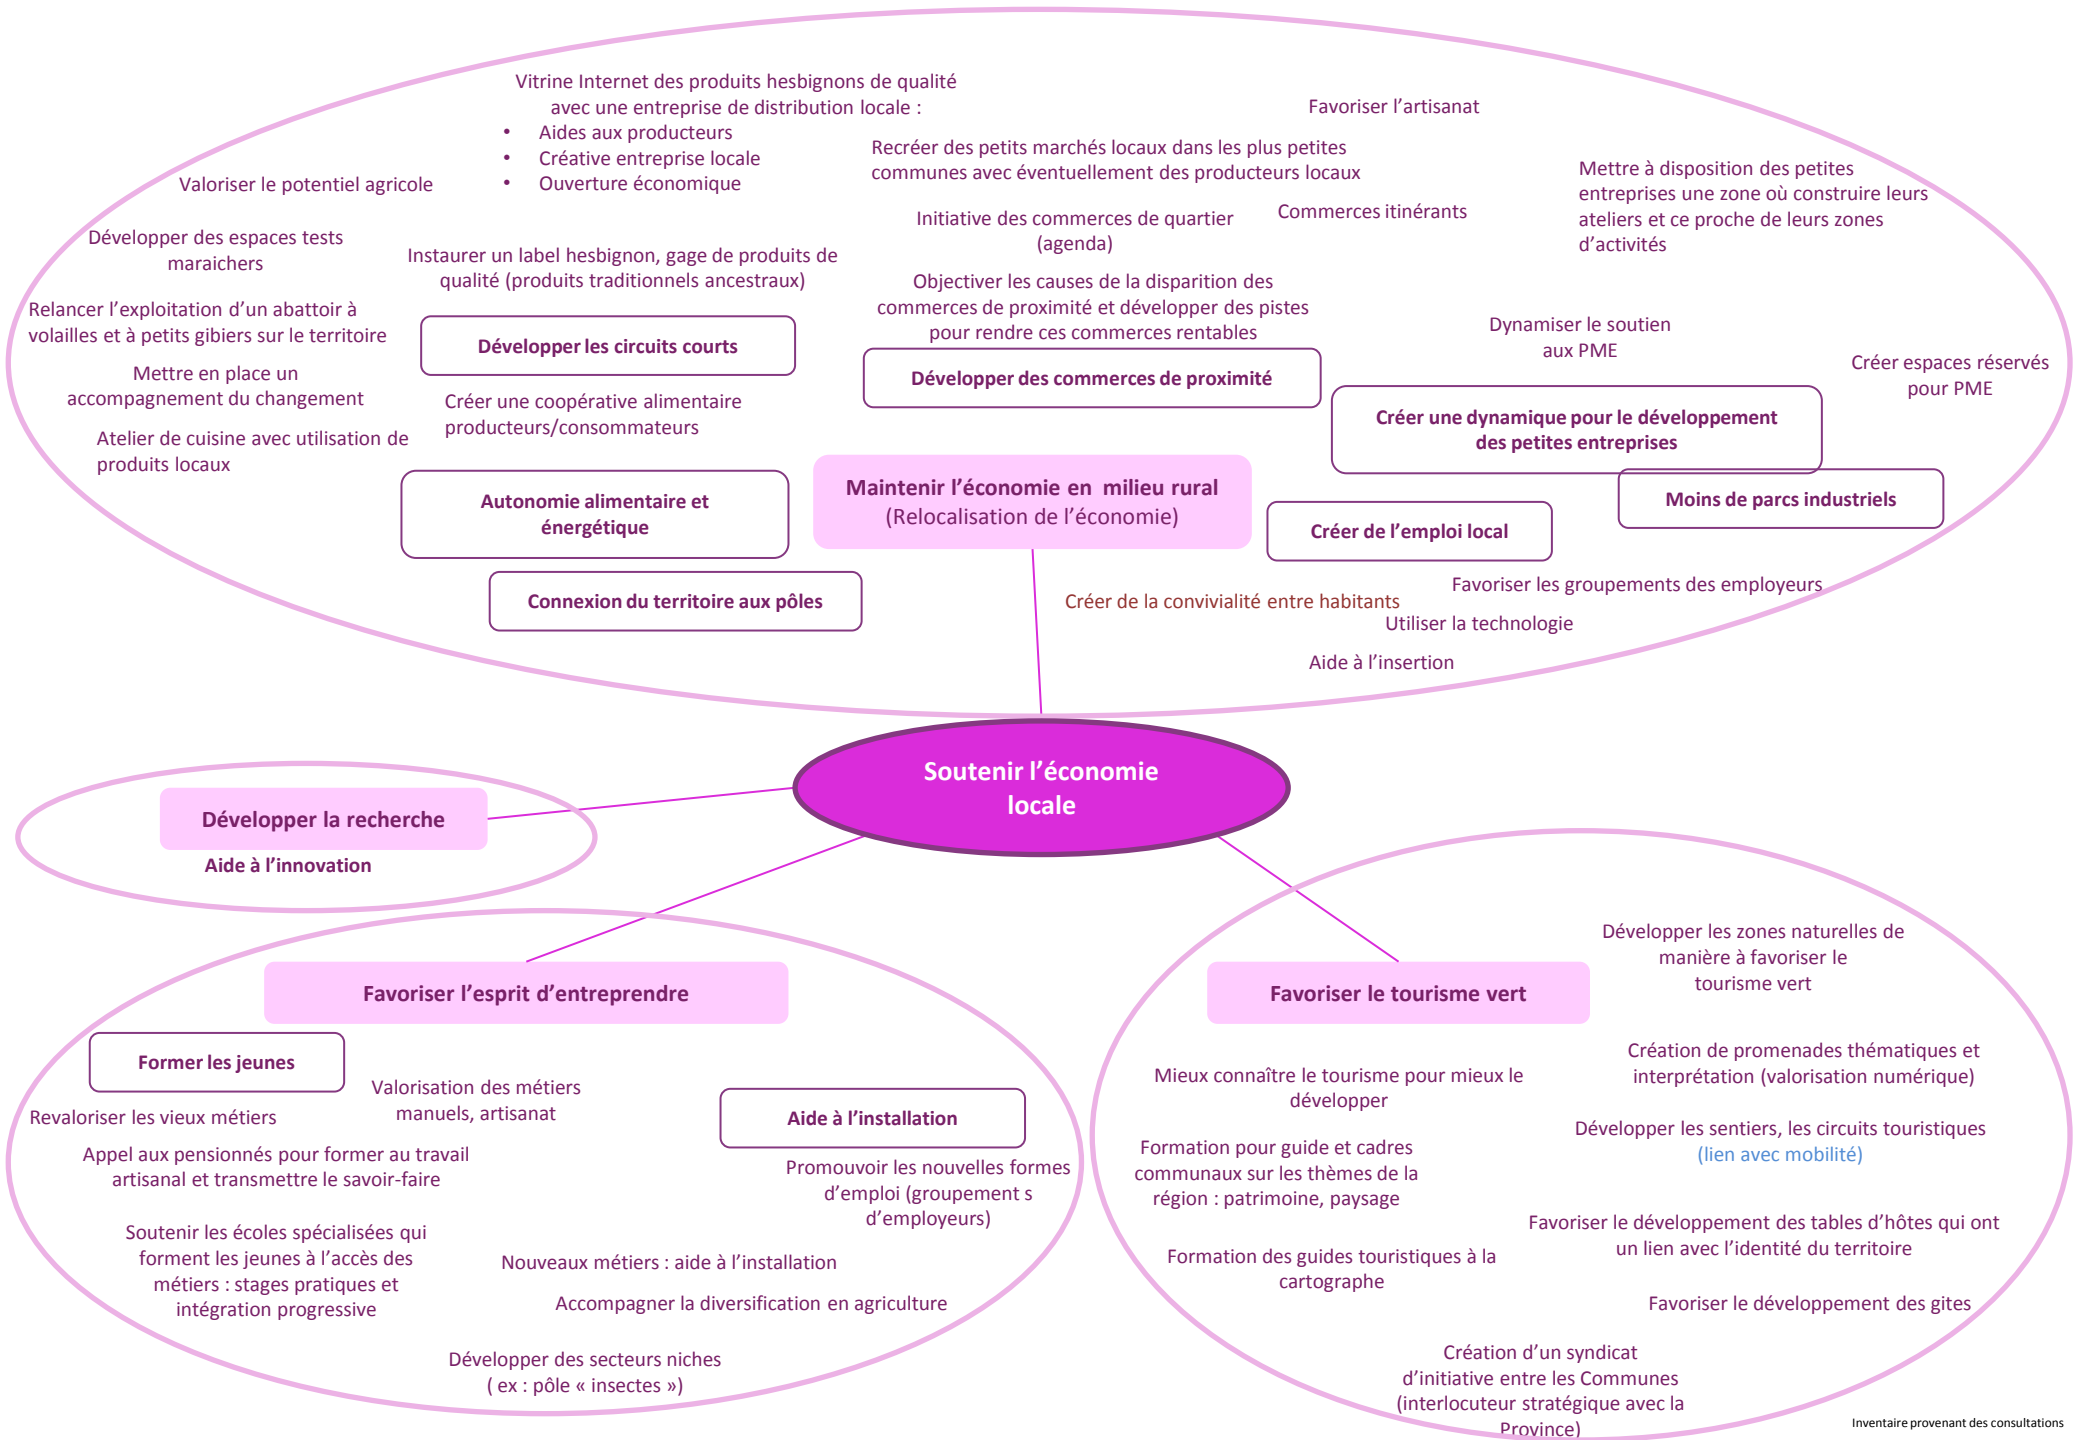 Vitrine Internet des produits hesbignons de qualité
avec une entreprise de distribution locale :
• Aides aux producteurs
• Créative entreprise locale
• Ouverture économique
Favoriser l’artisanat
Recréer des petits marchés locaux dans les plus petites
communes avec éventuellement des producteurs locaux
Mettre à disposition des petites
entreprises une zone où construire leurs
ateliers et ce proche de leurs zones
d’activités
Valoriser le potentiel agricole
Initiative des commerces de quartier
(agenda)
Commerces itinérants
Développer des espaces tests
maraichers
Instaurer un label hesbignon, gage de produits de
qualité (produits traditionnels ancestraux)
Objectiver les causes de la disparition des
commerces de proximité et développer des pistes
pour rendre ces commerces rentables
Relancer l’exploitation d’un abattoir à
volailles et à petits gibiers sur le territoire
Développer les circuits courts
Dynamiser le soutien
aux PME
Développer des commerces de proximité
Créer espaces réservés
pour PME
Mettre en place un
accompagnement du changement
Créer une coopérative alimentaire
producteurs/consommateurs
Créer une dynamique pour le développement
des petites entreprises
Atelier de cuisine avec utilisation de
produits locaux
Maintenir l’économie en milieu rural
(Relocalisation de l’économie)
Moins de parcs industriels
Autonomie alimentaire et
énergétique
Créer de l’emploi local
Connexion du territoire aux pôles
Favoriser les groupements des employeurs
Créer de la convivialité entre habitants
Utiliser la technologie
Aide à l’insertion
Soutenir l’économie
locale
Développer la recherche
Aide à l’innovation
Favoriser l’esprit d’entreprendre
Former les jeunes
Valorisation des métiers
manuels, artisanat
Aide à l’installation
Revaloriser les vieux métiers
Appel aux pensionnés pour former au travail
artisanal et transmettre le savoir-faire
Promouvoir les nouvelles formes
d’emploi (groupement s
d’employeurs)
Soutenir les écoles spécialisées qui
forment les jeunes à l’accès des
métiers : stages pratiques et
intégration progressive
Nouveaux métiers : aide à l’installation
Accompagner la diversification en agriculture
Développer des secteurs niches
( ex : pôle « insectes »)
Favoriser le tourisme vert
Développer les zones naturelles de
manière à favoriser le
tourisme vert
Mieux connaître le tourisme pour mieux le
développer
Création de promenades thématiques et
interprétation (valorisation numérique)
Formation pour guide et cadres
communaux sur les thèmes de la
région : patrimoine, paysage
Développer les sentiers, les circuits touristiques
(lien avec mobilité)
Favoriser le développement des tables d’hôtes qui ont
un lien avec l’identité du territoire
Formation des guides touristiques à la
cartographe
Favoriser le développement des gites
Création d’un syndicat
d’initiative entre les Communes
(interlocuteur stratégique avec la
Province)
Inventaire provenant des consultations